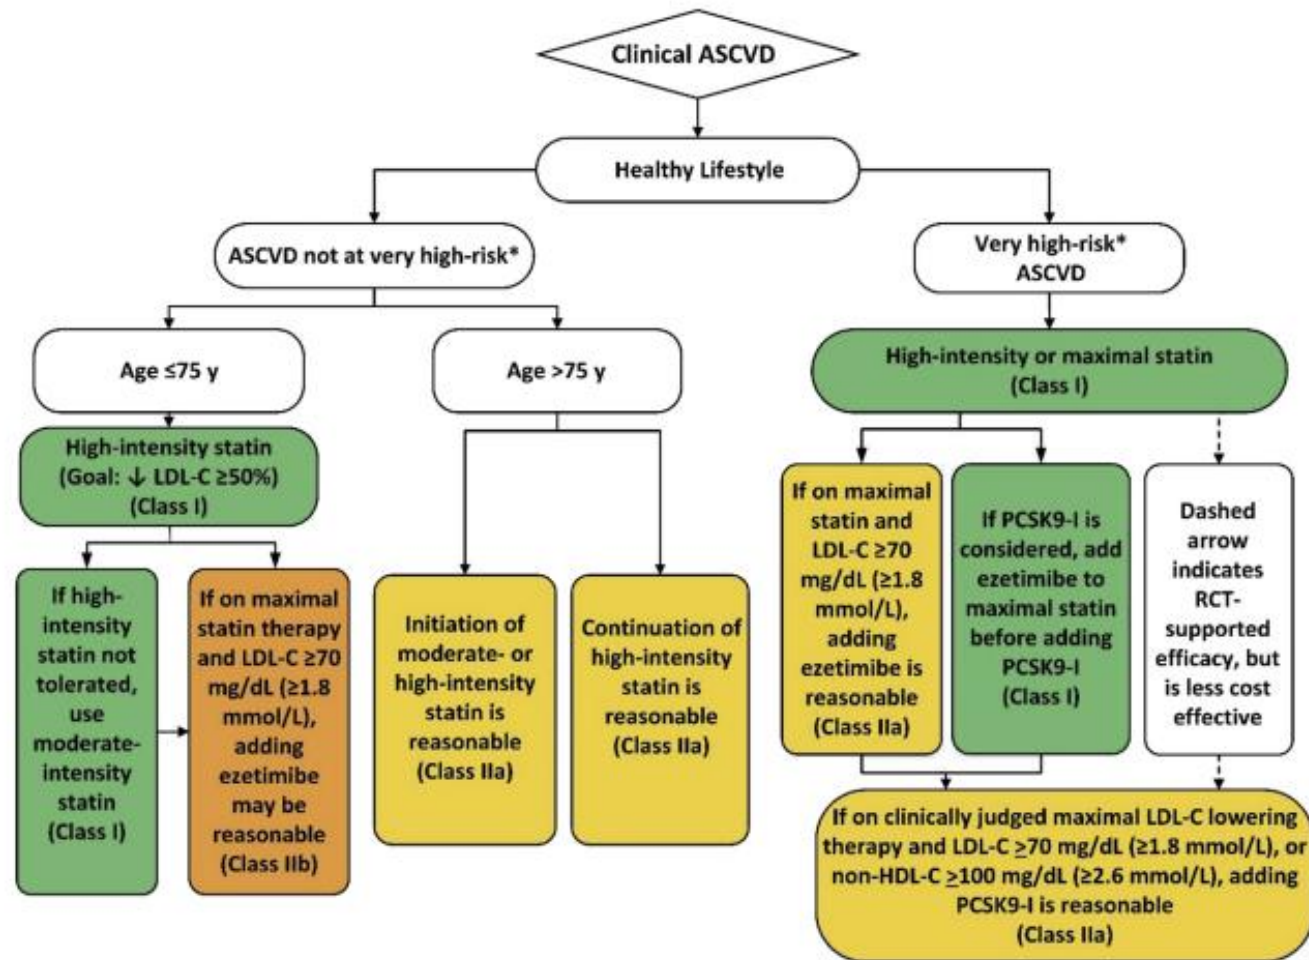 Clinical ASCVD
Healthy Lifestyle
ASCVD not at very high-risk*
Very high-risk*
ASCVD
Age ≤75 y
Age >75 y
High-intensity or maximal statin
(Class I)
High-intensity statin
(Goal: ↓ LDL-C ≥50%)
(Class I)
If high-
intensity
statin not
tolerated,
use
moderate-
intensity
statin
(Class I)
If on maximal
statin therapy
and LDL-C ≥70
mg/dL (≥1.8
mmol/L),
adding
ezetimibe
may be
reasonable
(Class IIb)
Initiation of
moderate- or
high-intensity
statin is
reasonable
(Class IIa)
Continuation of
high-intensity
statin is
reasonable
(Class IIa)
If on maximal
statin and
LDL-C ≥70
mg/dL (≥1.8
mmol/L),
adding
ezetimibe is
reasonable
(Class IIa)
If PCSK9-I is
considered, add
ezetimibe to
maximal statin
before adding
PCSK9-I
(Class I)
Dashed
arrow
indicates
RCT-
supported
efficacy, but
is less cost
effective
If on clinically judged maximal LDL-C lowering
therapy and LDL-C ≥70 mg/dL (≥1.8 mmol/L), or
non-HDL-C ≥100 mg/dL (≥2.6 mmol/L), adding
PCSK9-I is reasonable
(Class IIa)